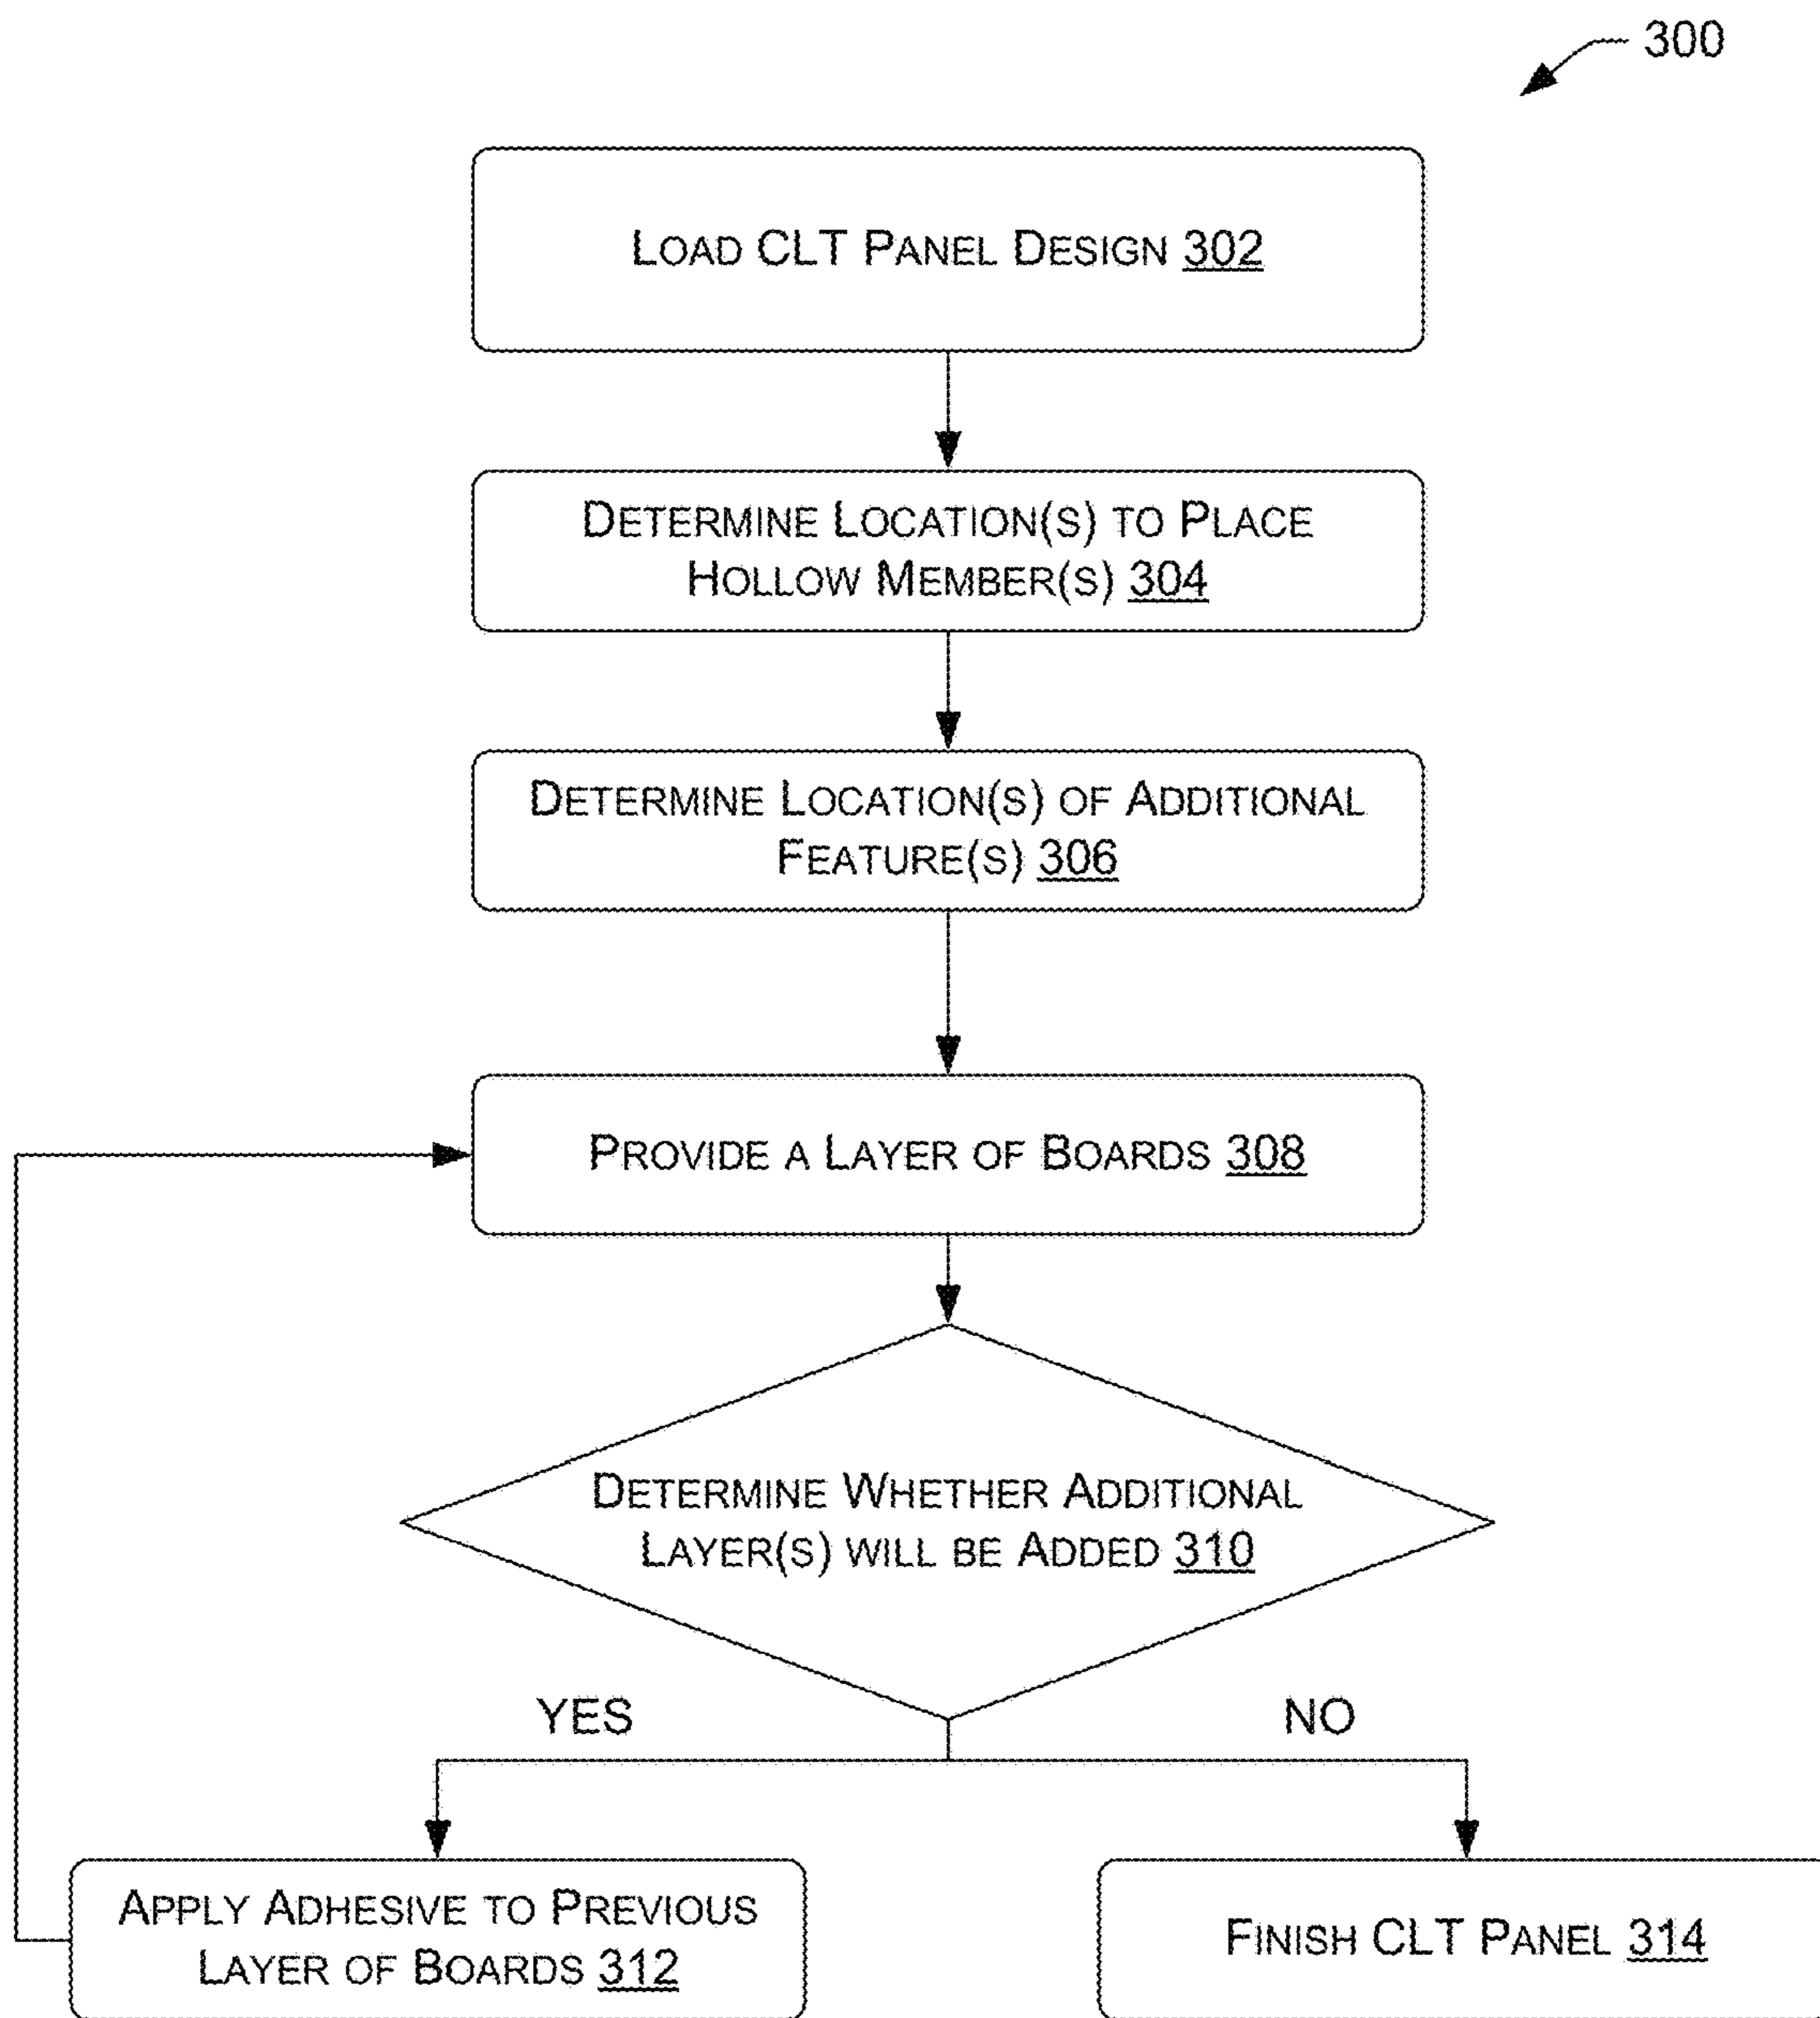 300
LOAD CLT PANEL DESIGN 302
DETERMINE LOCATION(S) TO PLACE
HOLLOW MEMBER(S) 304
DETERMINE LOCATION(S) OF ADDITIONAL
FEATURE(S) 306
PROVIDE A LAYER OF BOARDS 308
DETERMINE WHETHER ADDITIONAL
LAYER(S) WILL BE ADDED 310
YES
NO
APPLY ADHESIVE TO PREVIOUS
LAYER OF BOARDS 312
FINISH CLT PANEL 314